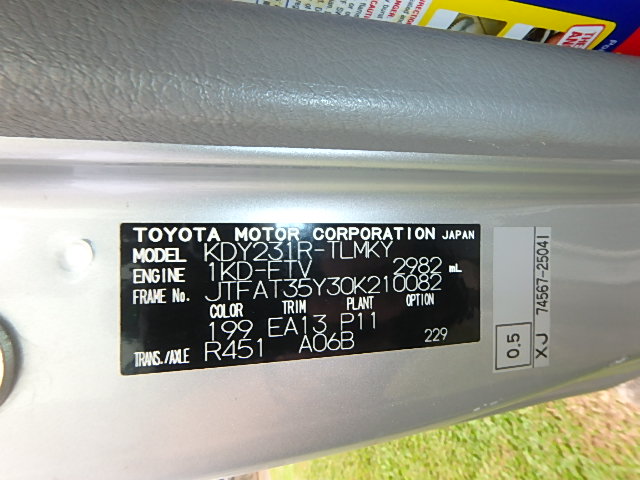 TOYOTA MOTOR CORPORATION JAPAN
MODEL KDY231R-TLMKY
ENGINE 1KD-FTV 2982 mL
FRAME No. JTFAT35Y30K210082
COLOR TRIM PLANT OPTION
199 EA13 P11
TRANS./AXLE R451 A06B 229
0.5
XJ 74567-25041